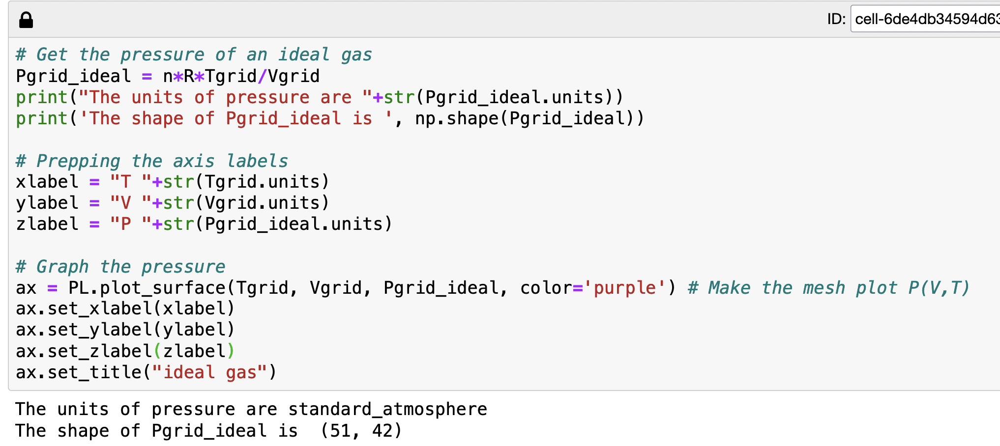 ID: cell-6de4db34594d63
# Get the pressure of an ideal gas
Pgrid_ideal = n*R*Tgrid/Vgrid
print("The units of pressure are "+str(Pgrid_ideal.units))
print('The shape of Pgrid_ideal is ', np.shape(Pgrid_ideal))
# Prepping the axis labels
xlabel = "T "+str(Tgrid.units)
ylabel = "V "+str(Vgrid.units)
zlabel = "P "+str(Pgrid_ideal.units)
# Graph the pressure
ax = PL.plot_surface(Tgrid, Vgrid, Pgrid_ideal, color='purple') # Make the mesh plot P(V,T)
ax.set_xlabel(xlabel)
ax.set_ylabel(ylabel)
ax.set_zlabel(zlabel)
ax.set_title("ideal gas")
The units of pressure are standard_atmosphere
The shape of Pgrid_ideal is  (51, 42)